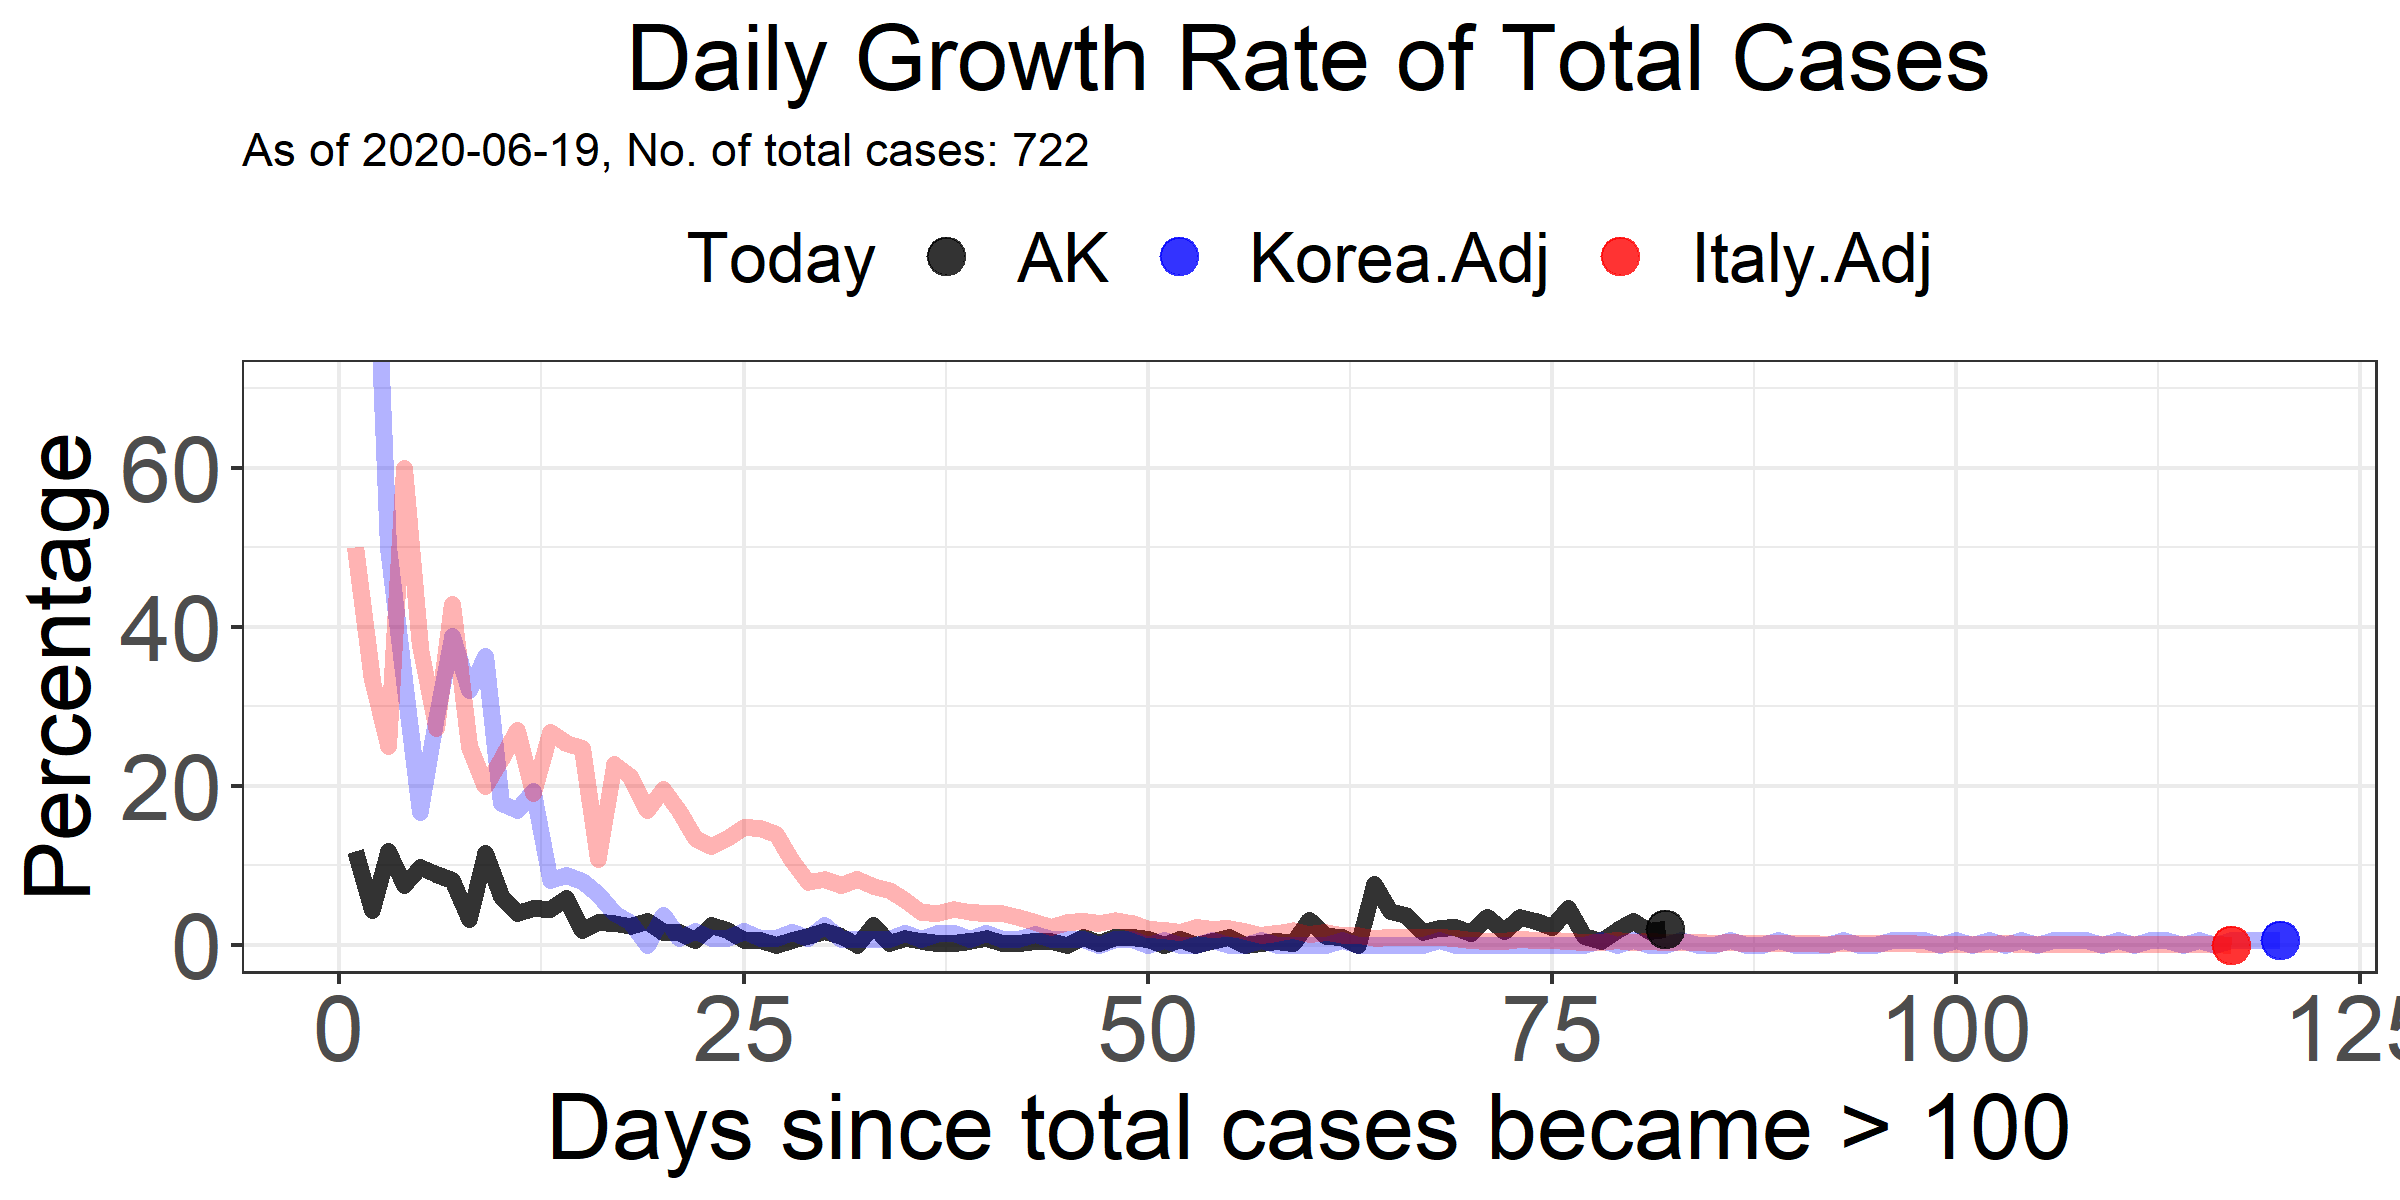 Daily Growth Rate of Total Cases
As of 2020-06-19, No. of total cases: 722
Today AK Korea.Adj Italy.Adj
Percentage
60
40
20
0
0 25 50 75 100 125
Days since total cases became > 100